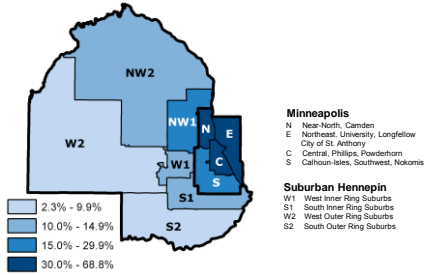 NW2
NW1
N
E
W2
W1
C
S
S1
S2
2.3% - 9.9%
10.0% - 14.9%
15.0% - 29.9%
30.0% - 68.8%
Minneapolis
N Near-North, Camden
E Northeast. University, Longfellow
City of St. Anthony
C Central, Phillips, Powderhorn
S Calhoun-Isles, Southwest, Nokomis
Suburban Hennepin
W1 West Inner Ring Suburbs
S1 South Inner Ring Suburbs
W2 West Outer Ring Suburbs
S2 South Outer Ring Suburbs